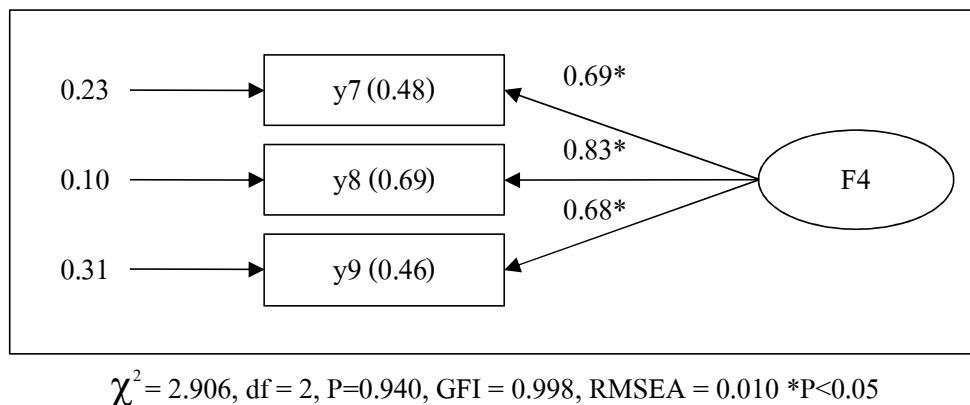 0.69*
0.23 y7 (0.48)
0.83*
0.10 y8 (0.69) F4
0.68*
0.31 y9 (0.46)
χ² = 2.906, df = 2, P=0.940, GFI = 0.998, RMSEA = 0.010 *P<0.05